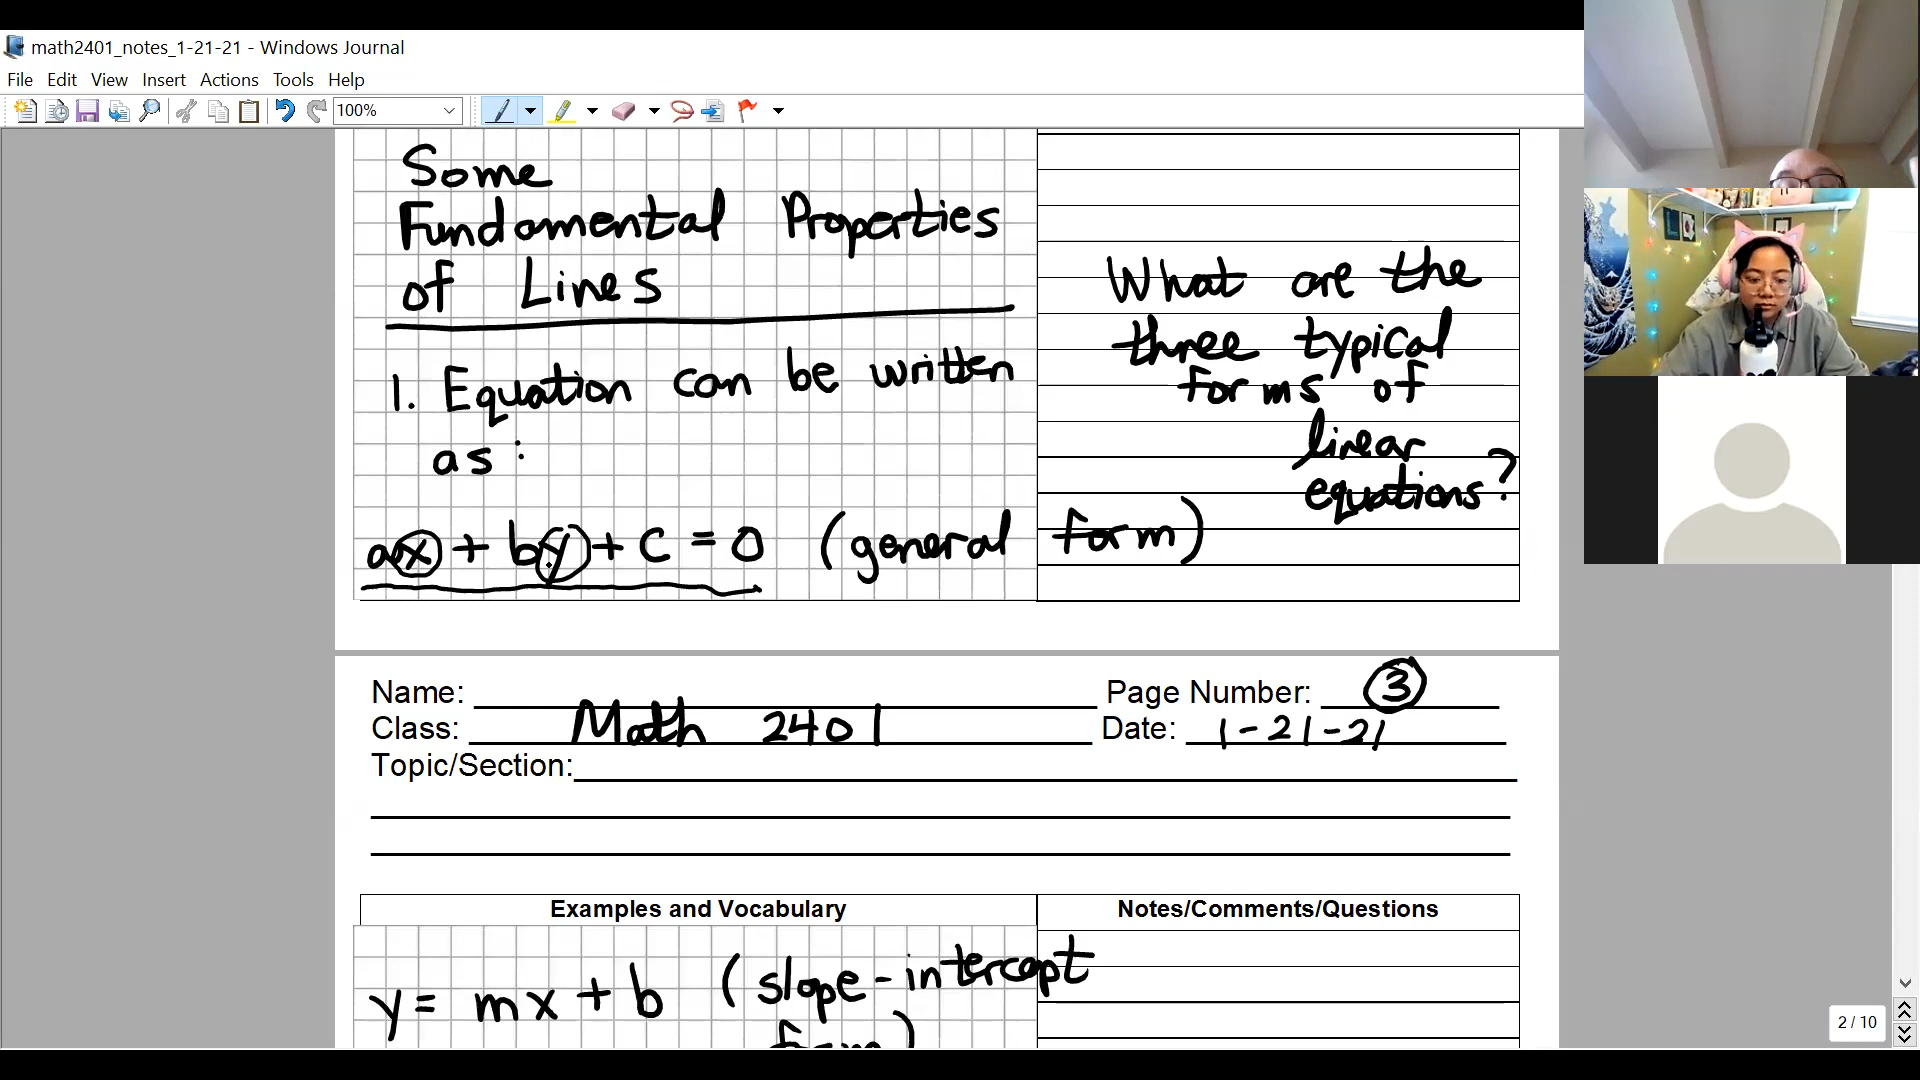 math2401_notes_1-21-21 - Windows Journal
File Edit View Insert Actions Tools Help
100%
Some
Fundamental Properties
of Lines
1. Equation can be written
as:
ax + by + c = 0 (general form)
What are the
three typical
forms of
linear
equations?
Name:
Page Number: 3
Class: Math 2401
Date: 1-21-21
Topic/Section:
Examples and Vocabulary
Notes/Comments/Questions
y = mx + b (slope-intercept
form)
2 / 10